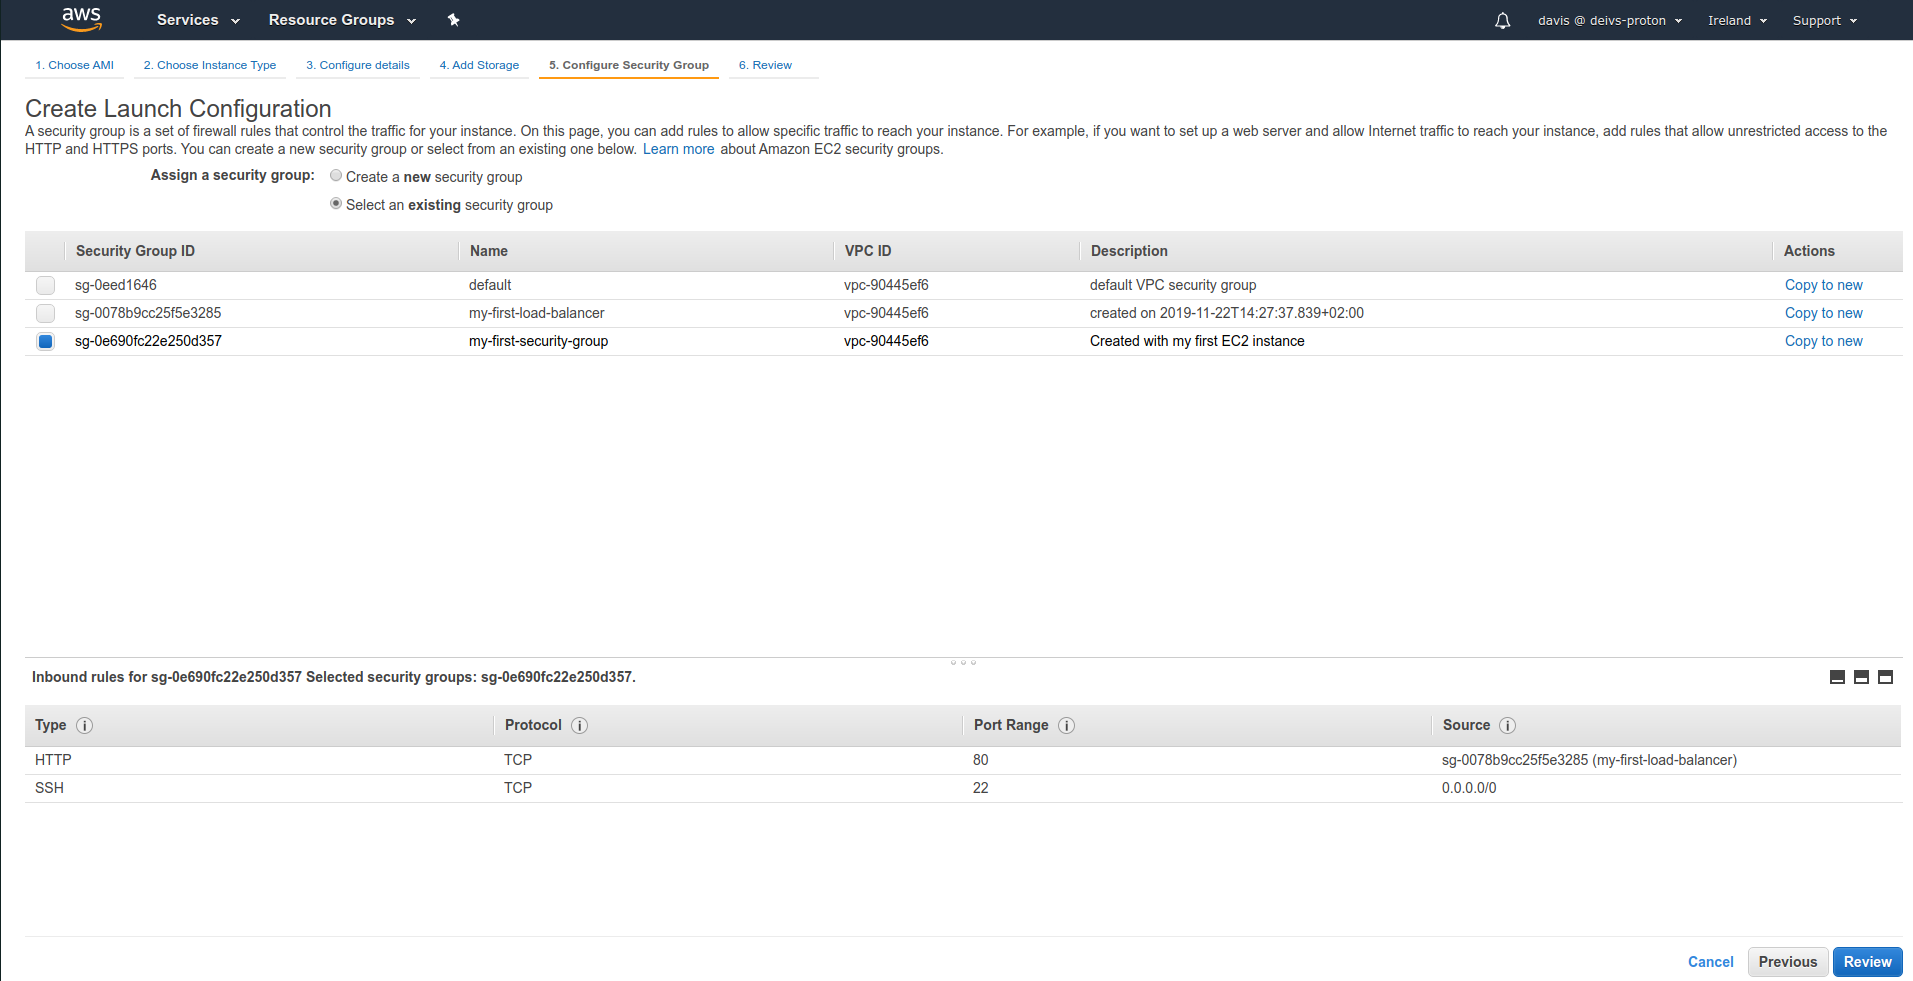 aws Services Resource Groups davis @ deivs-proton Ireland Support
1. Choose AMI 2. Choose Instance Type 3. Configure details 4. Add Storage 5. Configure Security Group 6. Review
Create Launch Configuration
A security group is a set of firewall rules that control the traffic for your instance. On this page, you can add rules to allow specific traffic to reach your instance. For example, if you want to set up a web server and allow Internet traffic to reach your instance, add rules that allow unrestricted access to the
HTTP and HTTPS ports. You can create a new security group or select from an existing one below. Learn more about Amazon EC2 security groups.
Assign a security group: Create a new security group
Select an existing security group
Security Group ID Name VPC ID Description Actions
sg-0eed1646 default vpc-90445ef6 default VPC security group Copy to new
sg-0078b9cc25f5e3285 my-first-load-balancer vpc-90445ef6 created on 2019-11-22T14:27:37.839+02:00 Copy to new
sg-0e690fc22e250d357 my-first-security-group vpc-90445ef6 Created with my first EC2 instance Copy to new
Inbound rules for sg-0e690fc22e250d357 Selected security groups: sg-0e690fc22e250d357.
Type i Protocol i Port Range i Source i
HTTP TCP 80 sg-0078b9cc25f5e3285 (my-first-load-balancer)
SSH TCP 22 0.0.0.0/0
Cancel Previous Review